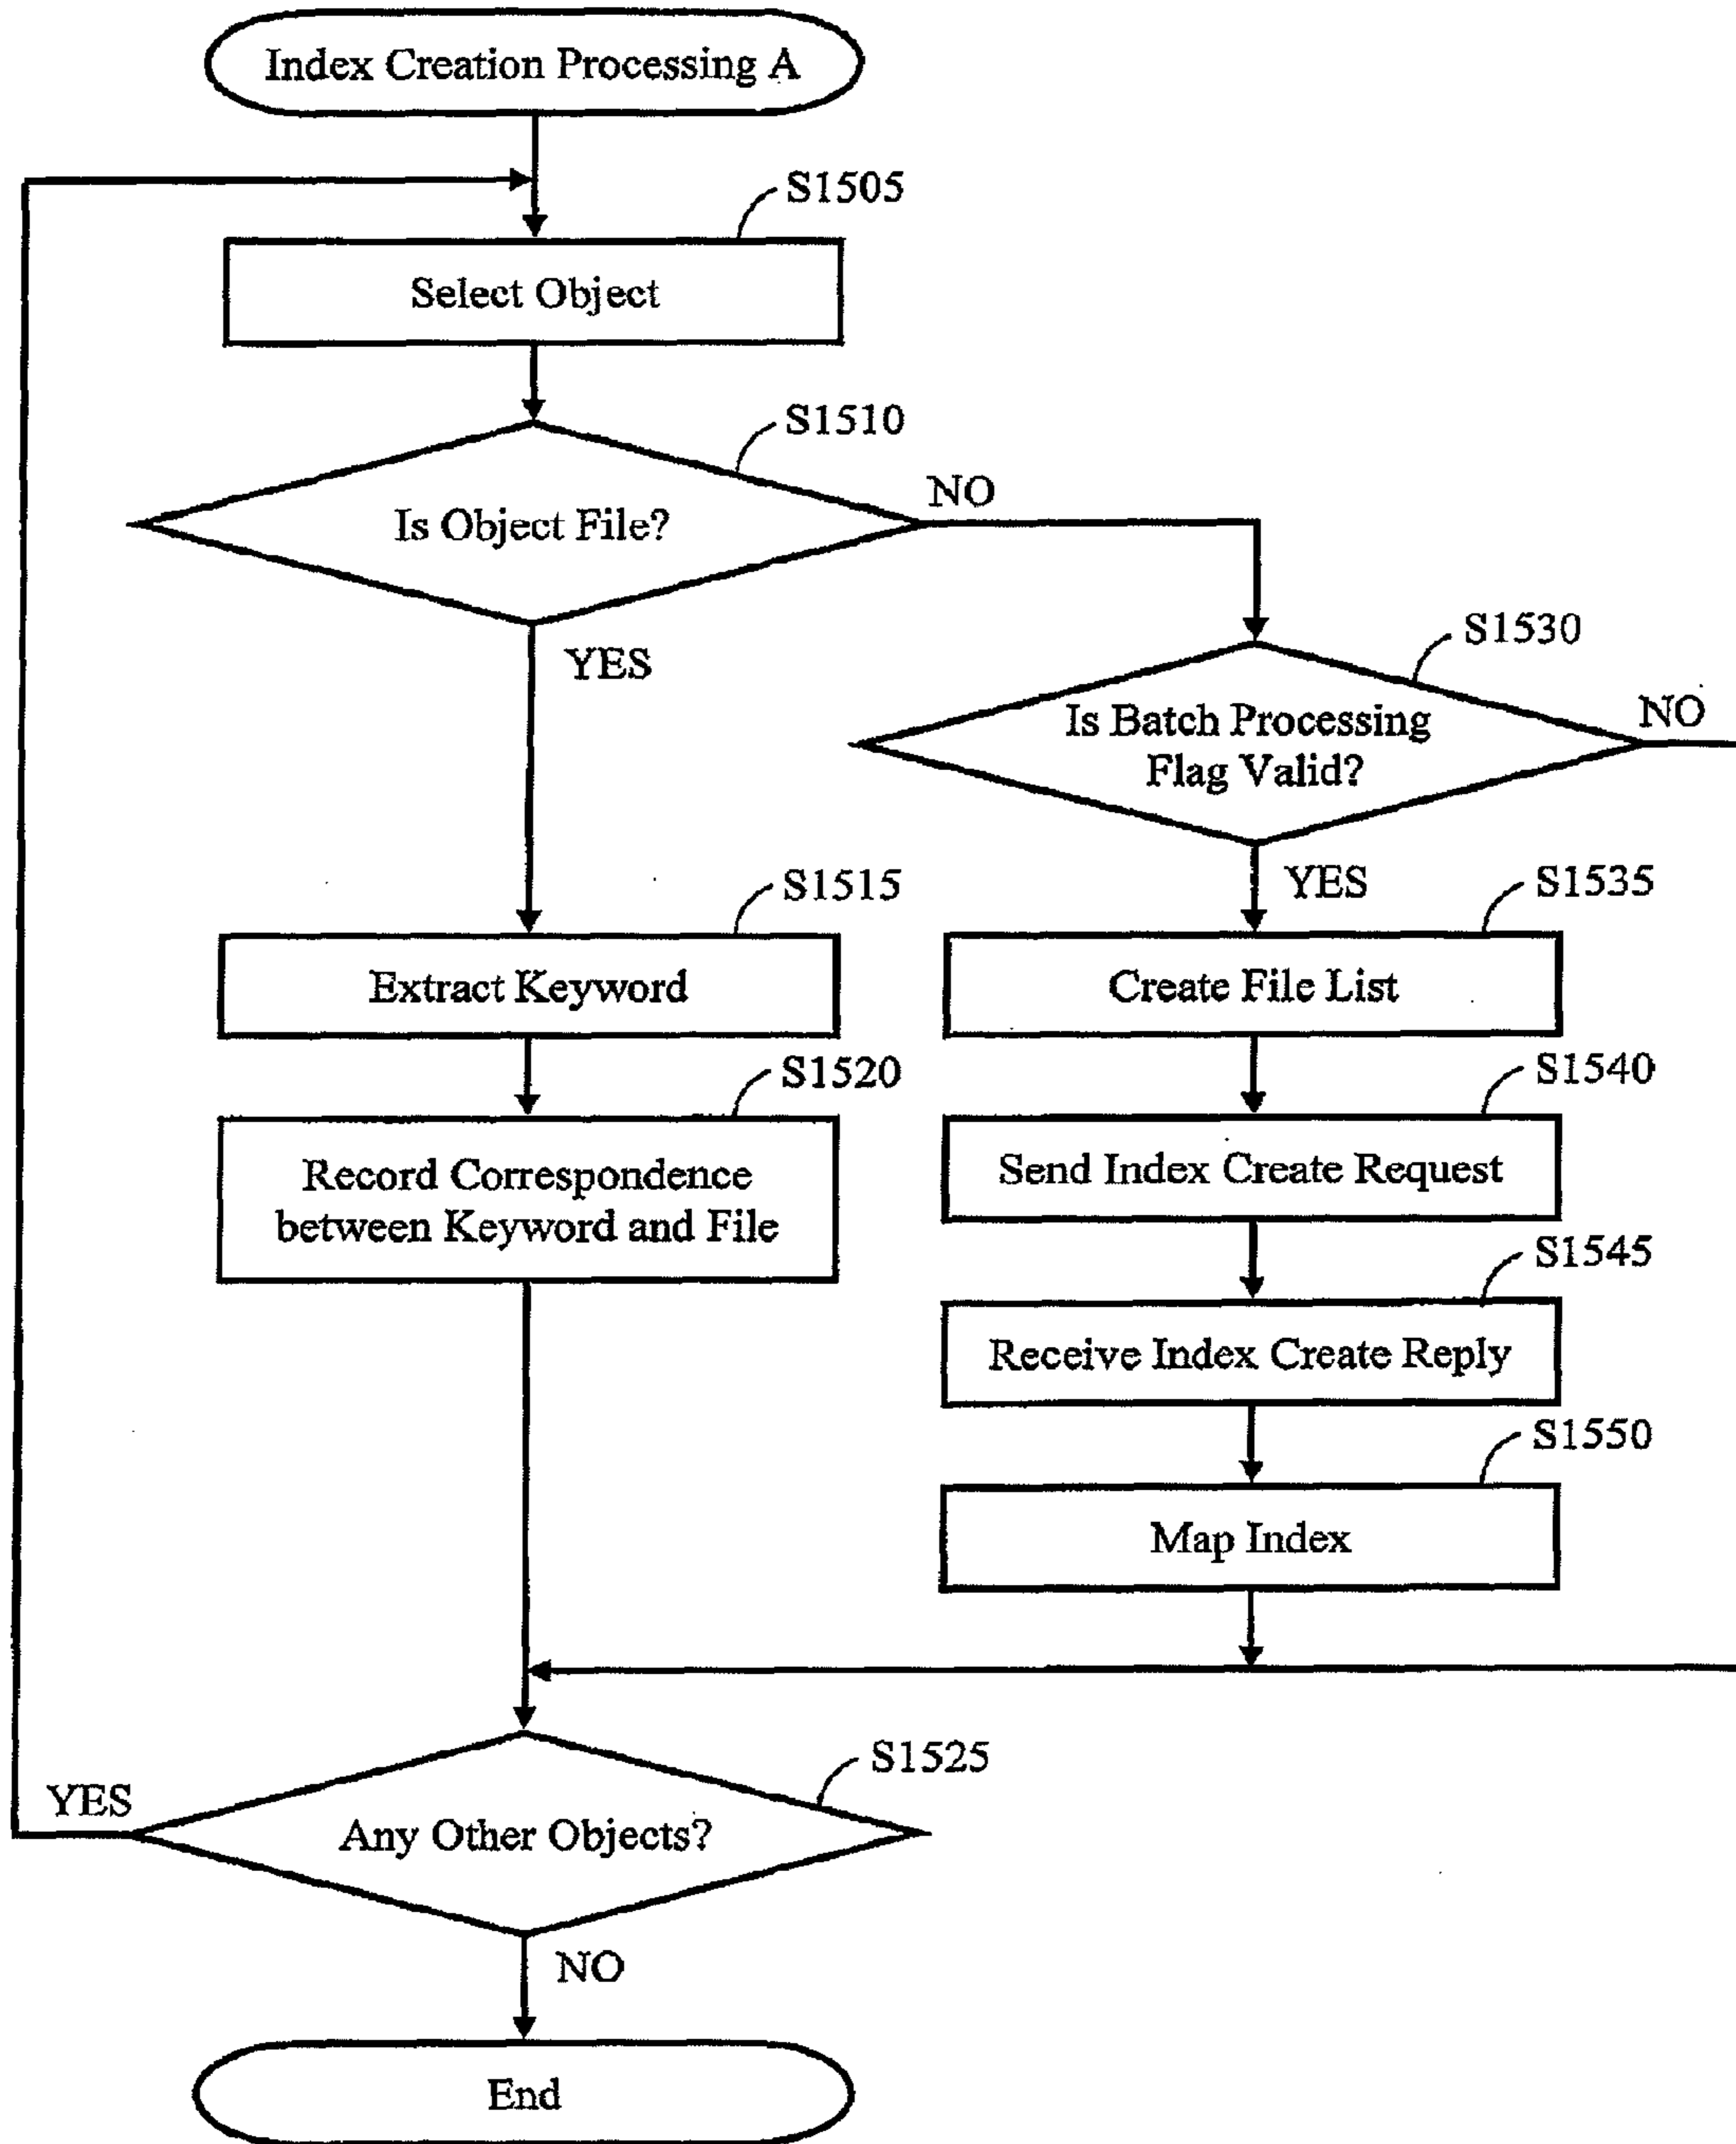 Index Creation Processing A
S1505
Select Object
S1510
Is Object File?
NO
YES
S1530
Is Batch Processing
Flag Valid?
NO
YES
S1515
Extract Keyword
S1535
Create File List
S1520
Record Correspondence
between Keyword and File
S1540
Send Index Create Request
S1545
Receive Index Create Reply
S1550
Map Index
S1525
Any Other Objects?
YES
NO
End